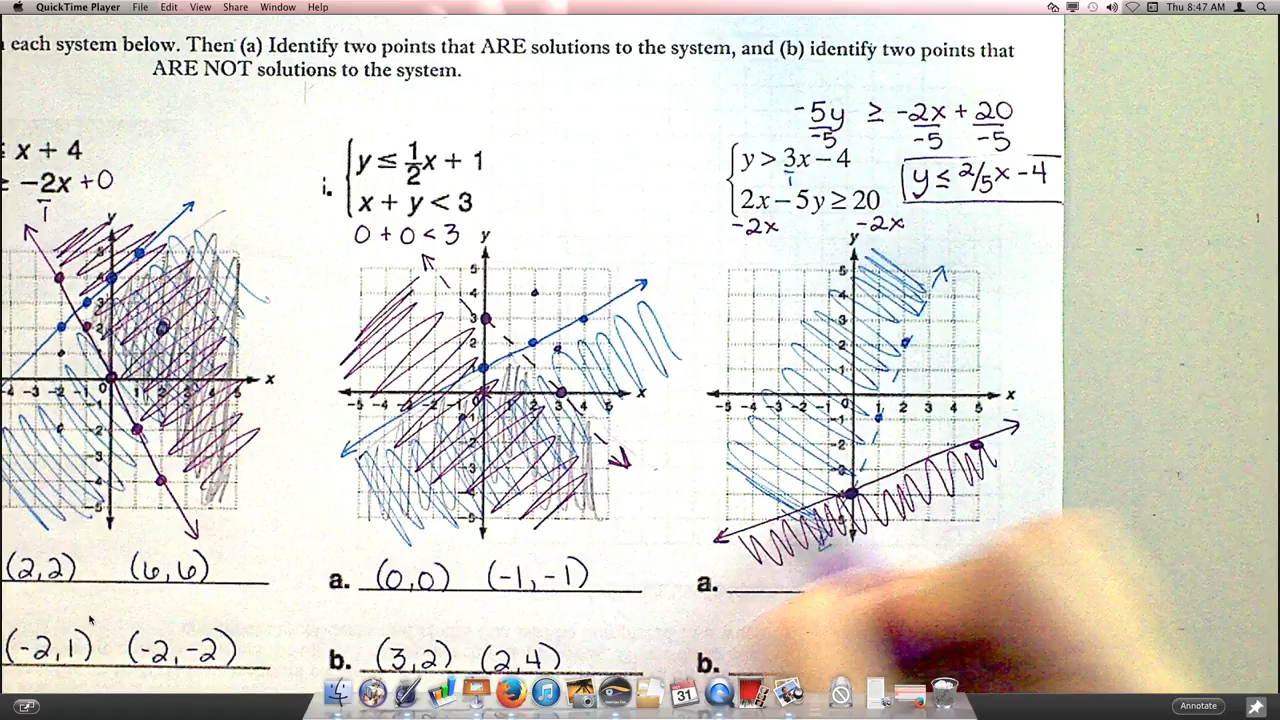 QuickTime Player File Edit View Share Window Help Thu 8:47 AM
each system below. Then (a) Identify two points that ARE solutions to the system, and (b) identify two points that
ARE NOT solutions to the system.
-5y ≥ -2x + 20
-5 -5 -5
≤ x + 4
≥ -2x +0
1
i. y ≤ 1/2 x + 1
x + y < 3
0 + 0 < 3
y > 3x - 4
1
2x - 5y ≥ 20
-2x -2x
y ≤ 2/5x - 4
y
x
y
x
y
x
(2,2) (6,6)
a. (0,0) (-1,-1)
a.
(-2,1) (-2,-2)
b. (3,2) (2,4)
b.
31
Annotate